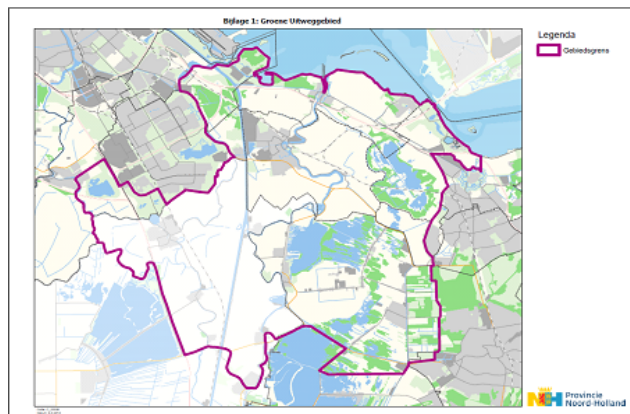 Bijlage 1: Groene Uitweggebied
Legenda
Gebiedsgrens
Provincie
Noord-Holland